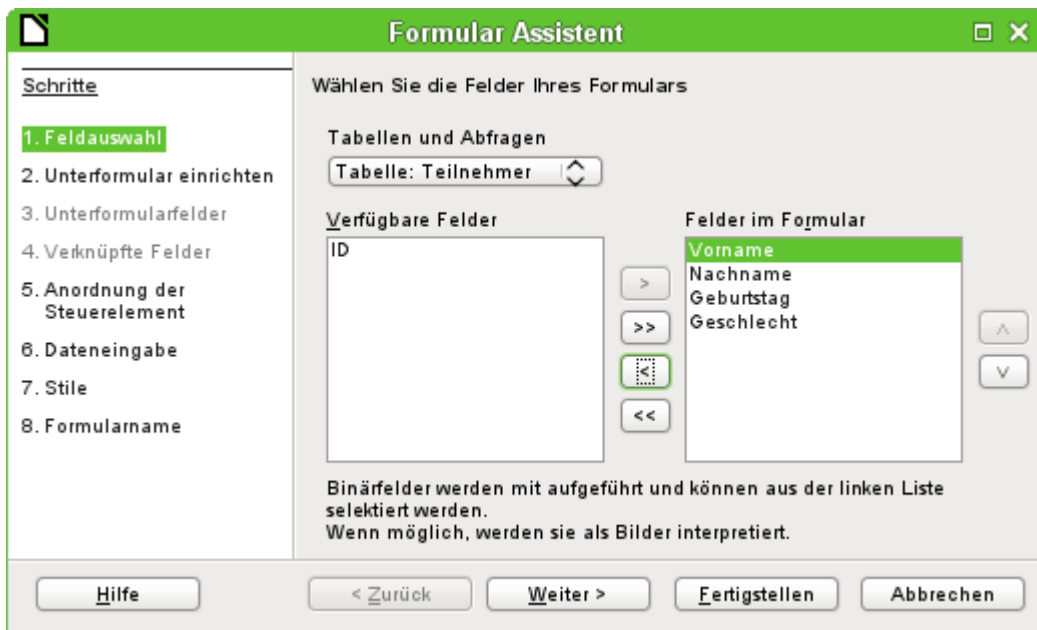 Formular Assistent
Schritte
1. Feldauswahl
2. Unterformular einrichten
3. Unterformularfelder
4. Verknüpfte Felder
5. Anordnung der
Steuerelement
6. Dateneingabe
7. Stile
8. Formularname
Wählen Sie die Felder Ihres Formulars
Tabellen und Abfragen
Tabelle: Teilnehmer
Verfügbare Felder
ID
>
>>
<
<<
Felder im Formular
Vorname
Nachname
Geburtstag
Geschlecht
Binärfelder werden mit aufgeführt und können aus der linken Liste
selektiert werden.
Wenn möglich, werden sie als Bilder interpretiert.
Hilfe
< Zurück
Weiter >
Fertigstellen
Abbrechen